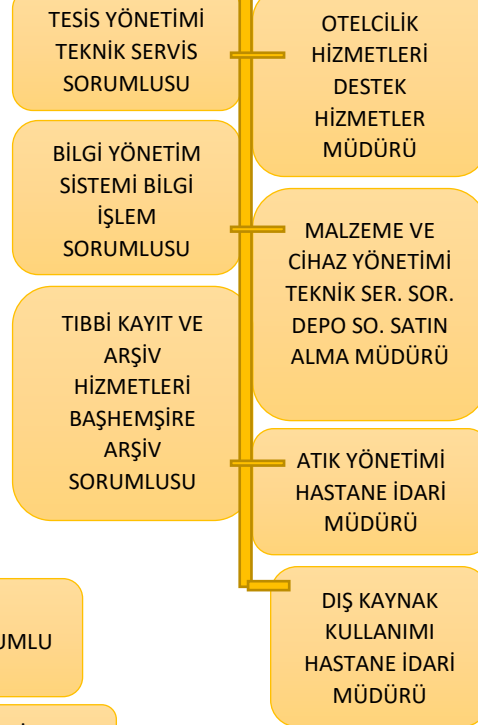 TESİS YÖNETİMİ
TEKNİK SERVİS
SORUMLUSU
OTELCİLİK
HİZMETLERİ
DESTEK
HİZMETLER
MÜDÜRÜ
BİLGİ YÖNETİM
SİSTEMİ BİLGİ
İŞLEM
SORUMLUSU
MALZEME VE
CİHAZ YÖNETİMİ
TEKNİK SER. SOR.
DEPO SO. SATIN
ALMA MÜDÜRÜ
TIBBİ KAYIT VE
ARŞİV
HİZMETLERİ
BAŞHEMŞİRE
ARŞİV
SORUMLUSU
ATIK YÖNETİMİ
HASTANE İDARİ
MÜDÜRÜ
DIŞ KAYNAK
KULLANIMI
HASTANE İDARİ
MÜDÜRÜ
UMLU